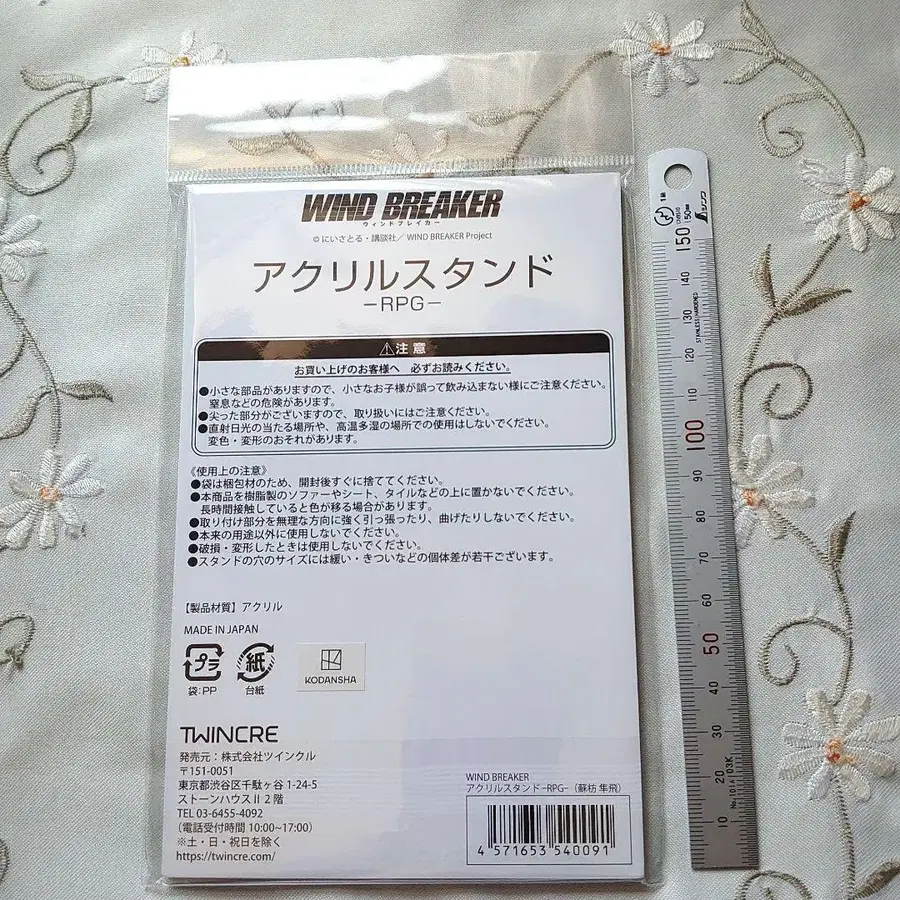 WIND BREAKER
ウィンドブレイカー
© にいさとる・講談社／ WIND BREAKER Project
アクリルスタンド
−RPG−
⚠注意
お買い上げのお客様へ 必ずお読みください。
●小さな部品がありますので、小さなお子様が誤って飲み込まない様にご注意ください。
窒息などの危険があります。
●尖った部分がございますので、取り扱いにはご注意ください。
●直射日光の当たる場所や、高温多湿の場所での使用はしないでください。
変色・変形のおそれがあります。
《使用上の注意》
●袋は梱包材のため、開封後すぐに捨ててください。
●本商品を樹脂製のソファーやシート、タイルなどの上に置かないでください。
長時間接触していると色が移る場合があります。
●取り付け部分を無理な方向に強く引っ張ったり、曲げたりしないでください。
●本来の用途以外に使用しないでください。
●破損・変形したときは使用しないでください。
●スタンドの穴のサイズには緩い・きついなどの個体差が若干ございます。
【製品材質】アクリル
MADE IN JAPAN
プラ
袋:PP
紙
台紙
KODANSHA
TWINCRE
発売元：株式会社ツインクル
〒151-0051
東京都渋谷区千駄ヶ谷 1-24-5
ストーンハウスⅡ 2 階
TEL 03-6455-4092
（電話受付時間 10:00~17:00）
※土・日・祝日を除く
https://twincre.com/
WIND BREAKER
アクリルスタンド -RPG-（蘇枋 隼飛）
4 571653 540091
シンワ
1級
150㎜
150
140
130
STAINLESS HARDENED
120
110
100
90
80
70
60
50
40
30
20
10